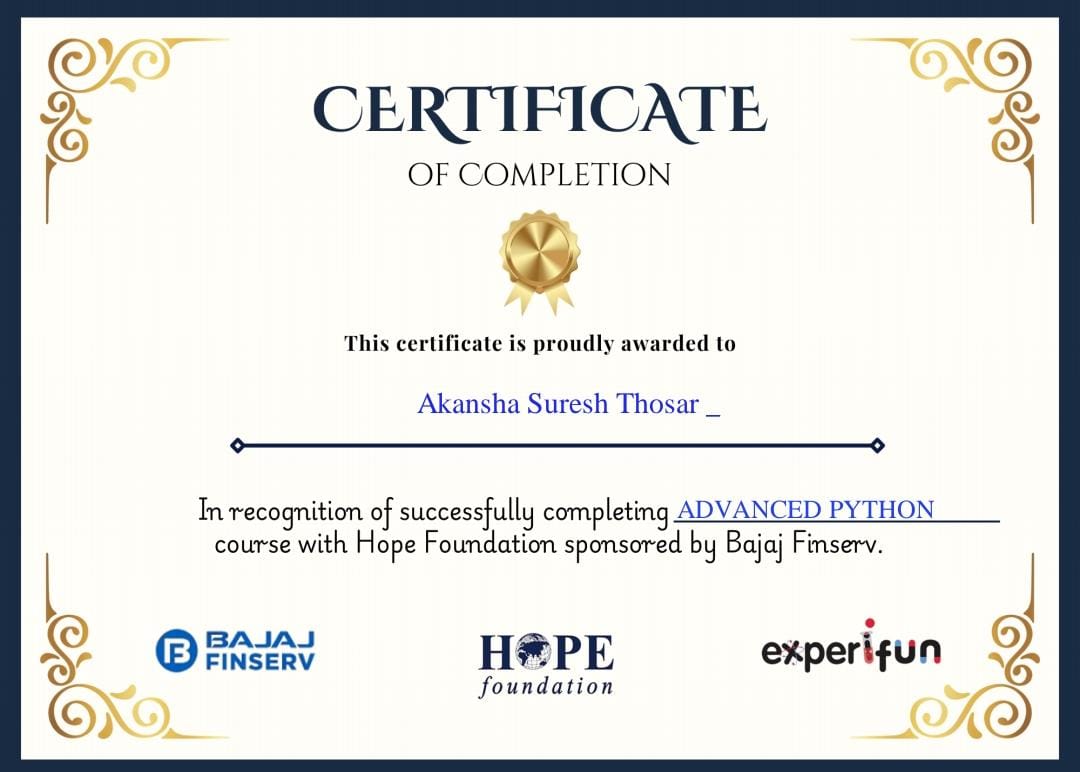 CERTIFICATE
OF COMPLETION
This certificate is proudly awarded to
Akansha Suresh Thosar _
In recognition of successfully completing ADVANCED PYTHON
course with Hope Foundation sponsored by Bajaj Finserv.
BAJAJ
FINSERV
HOPE
foundation
experifun